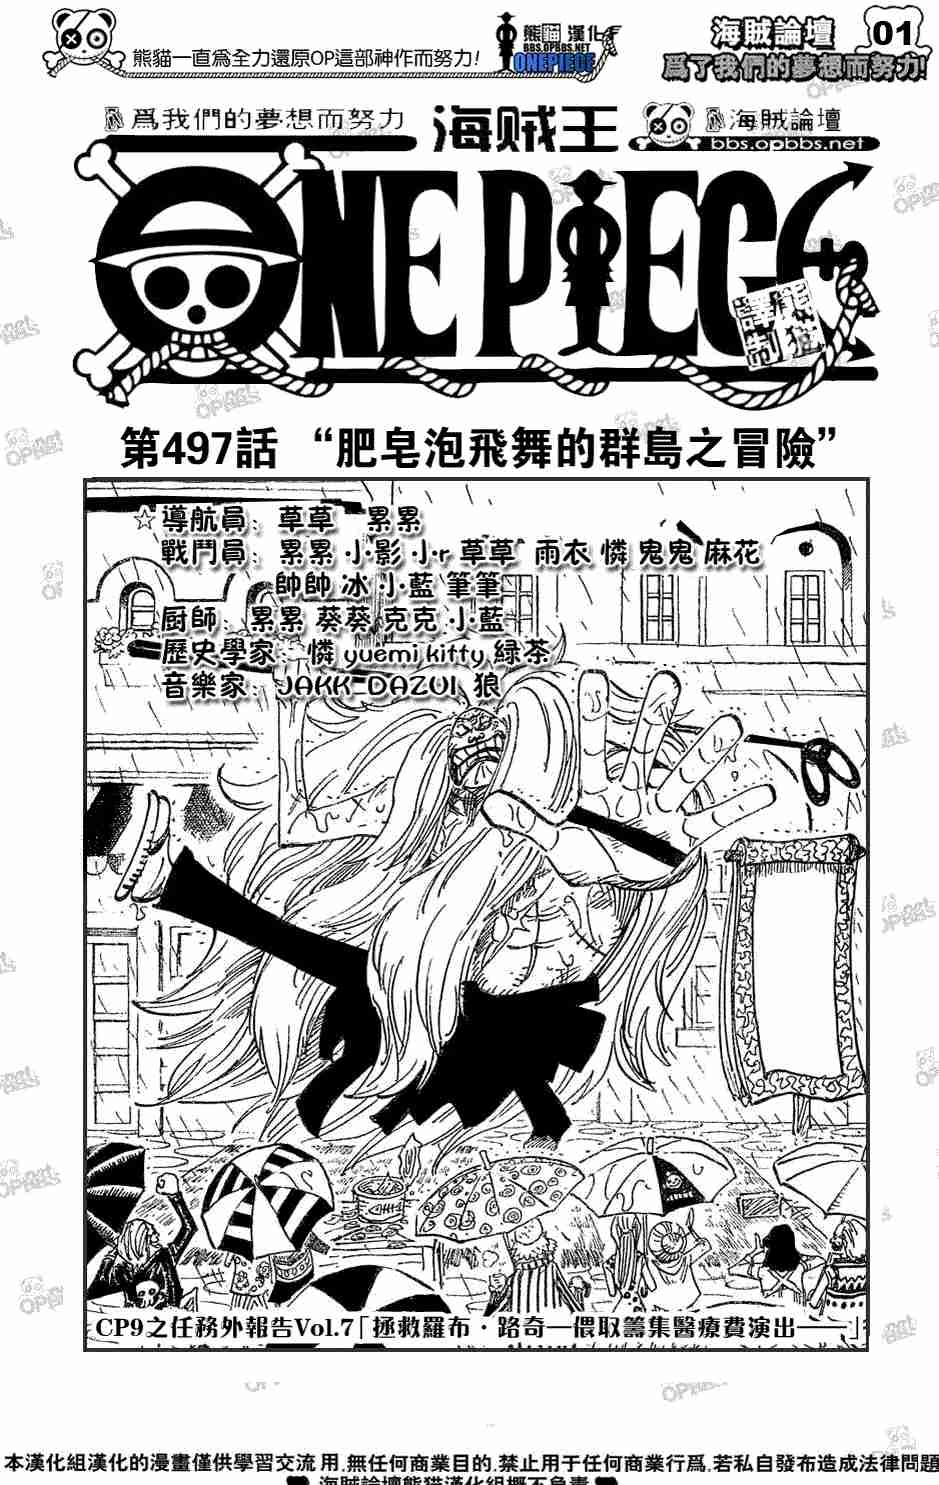 熊貓一直爲全力還原OP這部神作而努力!
熊貓 漢化
BBS.OPBBS.NET
ONEPIECE
海賊論壇
爲了我們的夢想而努力!
01
爲我們的夢想而努力
海贼王
海賊論壇
bbs.opbbs.net
ONE PIECE
熊猫
譯制
第497話 “肥皂泡飛舞的群島之冒險”
☆導航員: 草草 累累
戰鬥員: 累累 小影 小r 草草 雨衣 憐 鬼鬼 麻花
帥帥 冰 小藍 筆筆
厨師: 累累 葵葵 克克 小藍
歷史學家: 憐 yuemi kitty 緑茶
音樂家: JAKK_DAZUI 狼
CP9之任務外報告Vol.7「拯救羅布·路奇—偎取籌集醫療費演出——」
本漢化組漢化的漫畫僅供學習交流 用,無任何商業目的.禁止用于任何商業行爲,若私自發布造成法律問題
海賊論壇熊猫漢化組概不負責